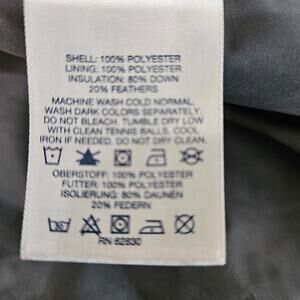 SHELL: 100% POLYESTER
LINING: 100% POLYESTER
INSULATION: 80% DOWN
20% FEATHERS
MACHINE WASH COLD NORMAL.
WASH DARK COLORS SEPARATELY.
DO NOT BLEACH. TUMBLE DRY LOW
WITH CLEAN TENNIS BALLS. COOL
IRON IF NEEDED. DO NOT DRY CLEAN.
OBERSTOFF: 100% POLYESTER
FUTTER: 100% POLYESTER
ISOLIERUNG: 80% DAUNEN
20% FEDERN
RN 62830